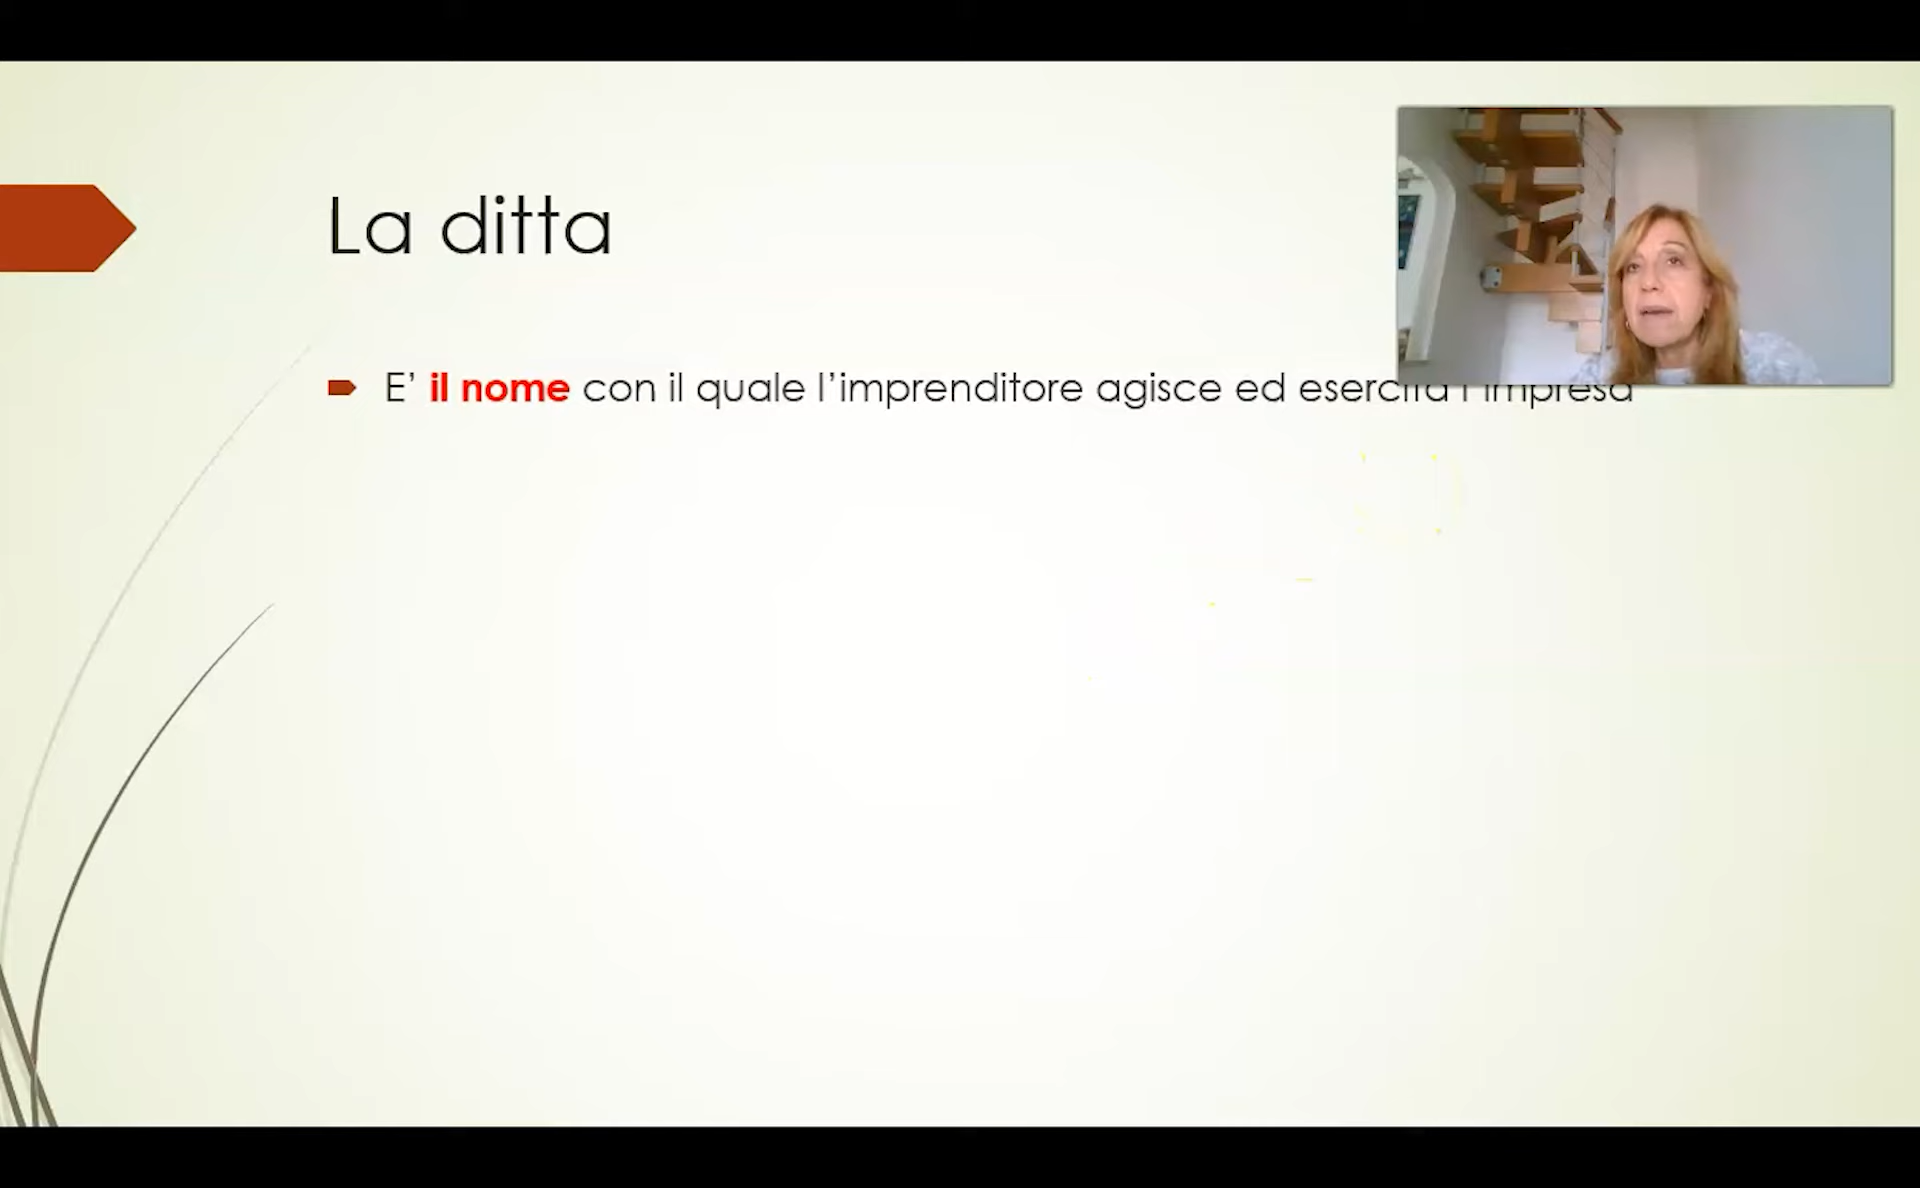 La ditta
E’ il nome con il quale l’imprenditore agisce ed esercita l’impresa